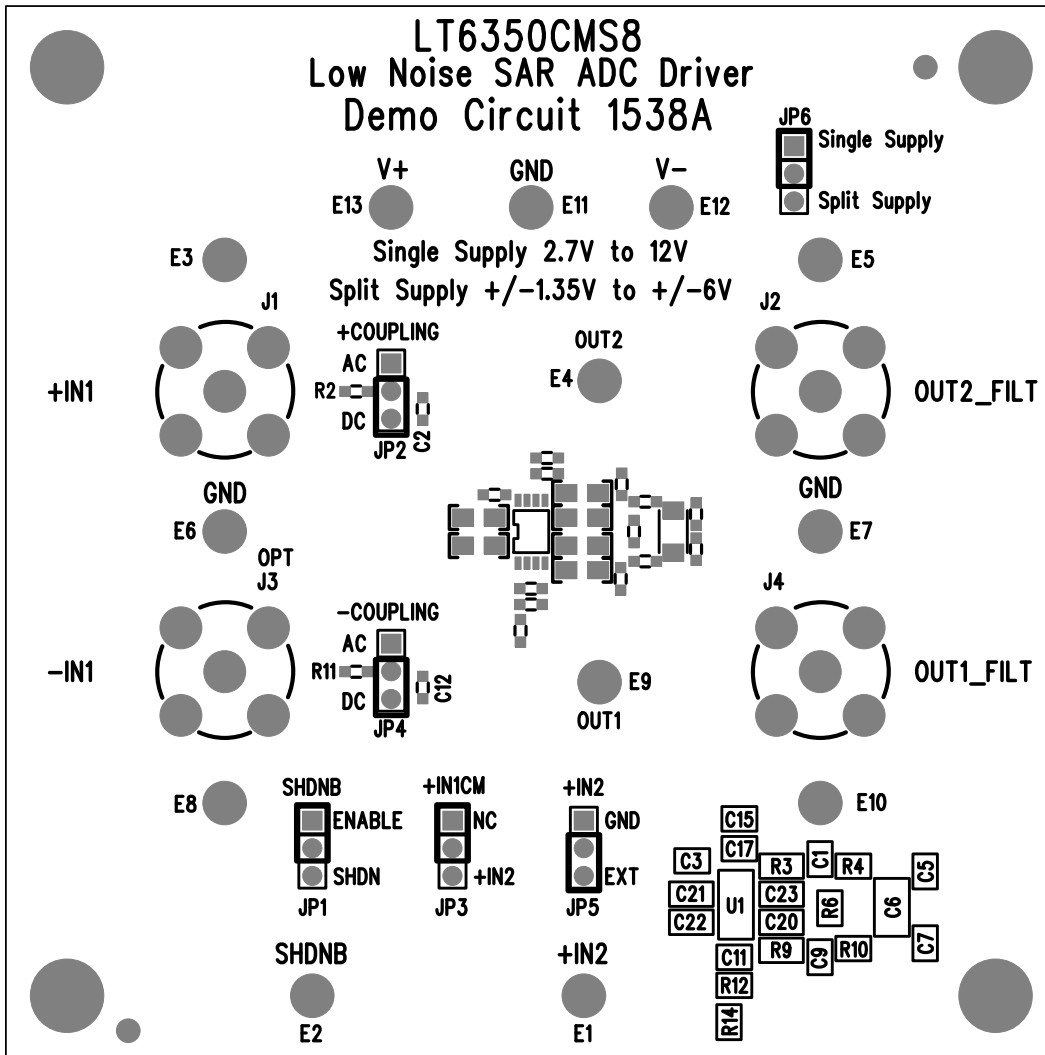 LT6350CMS8
Low Noise SAR ADC Driver
Demo Circuit 1538A
JP6
Single Supply
Split Supply
V+
GND
V-
E13
E11
E12
Single Supply 2.7V to 12V
Split Supply +/-1.35V to +/-6V
E3
E5
J1
J2
+COUPLING
AC
R2
DC
JP2
C2
OUT2
E4
+IN1
OUT2_FILT
GND
E6
GND
E7
OPT
J3
J4
-COUPLING
AC
R11
DC
JP4
C12
E9
OUT1
-IN1
OUT1_FILT
E8
E10
SHDNB
ENABLE
SHDN
JP1
+IN1CM
NC
+IN2
JP3
+IN2
GND
EXT
JP5
C15
C17
C3
R3
C1
R4
C5
C21
C23
U1
R6
C6
C22
C20
C11
R9
C9
R10
C7
R12
R14
SHDNB
E2
+IN2
E1